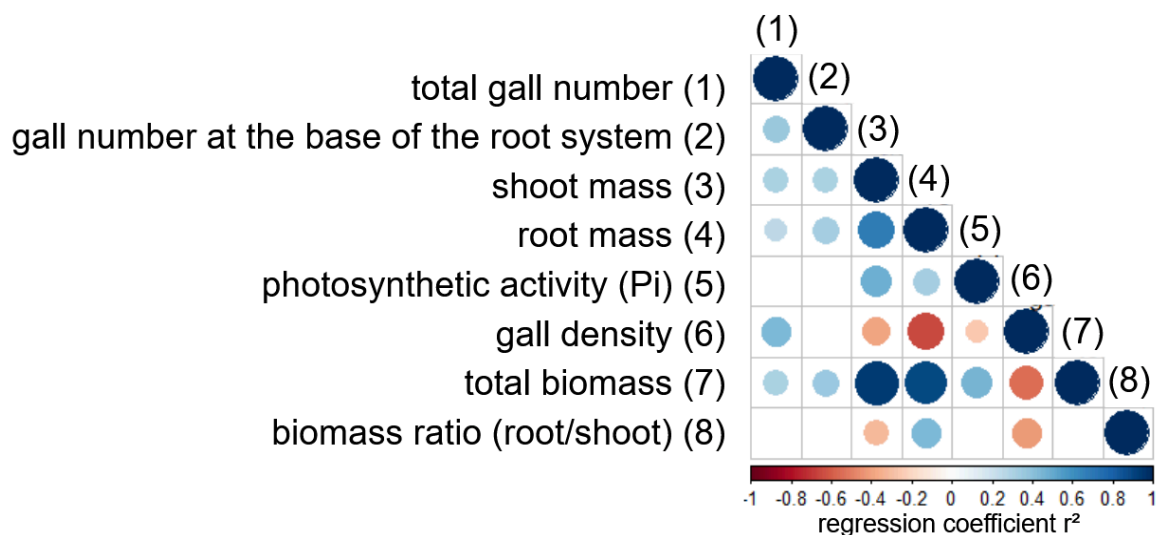 (1)
total gall number (1) (2)
gall number at the base of the root system (2) (3)
shoot mass (3) (4)
root mass (4) (5)
photosynthetic activity (Pi) (5) (6)
gall density (6) (7)
total biomass (7) (8)
biomass ratio (root/shoot) (8)
-1 -0.8 -0.6 -0.4 -0.2 0 0.2 0.4 0.6 0.8 1
regression coefficient r²